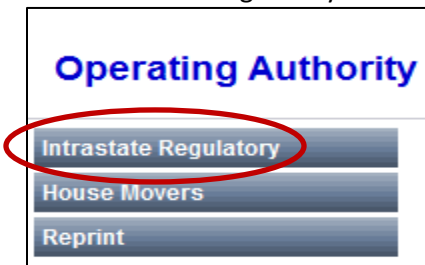 Operating Authority
Intrastate Regulatory
House Movers
Reprint